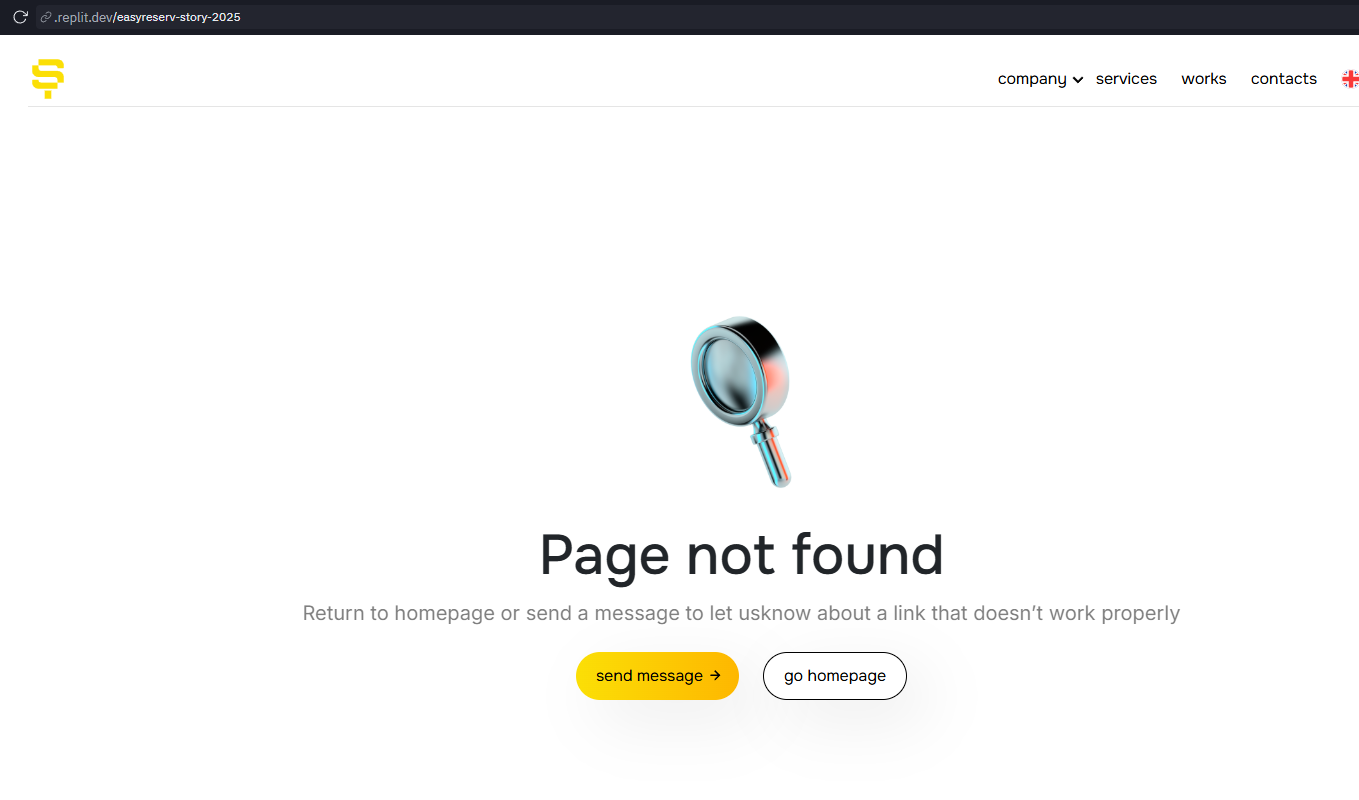 .replit.dev/easyreserv-story-2025
company services works contacts
Page not found
Return to homepage or send a message to let usknow about a link that doesn’t work properly
send message → go homepage